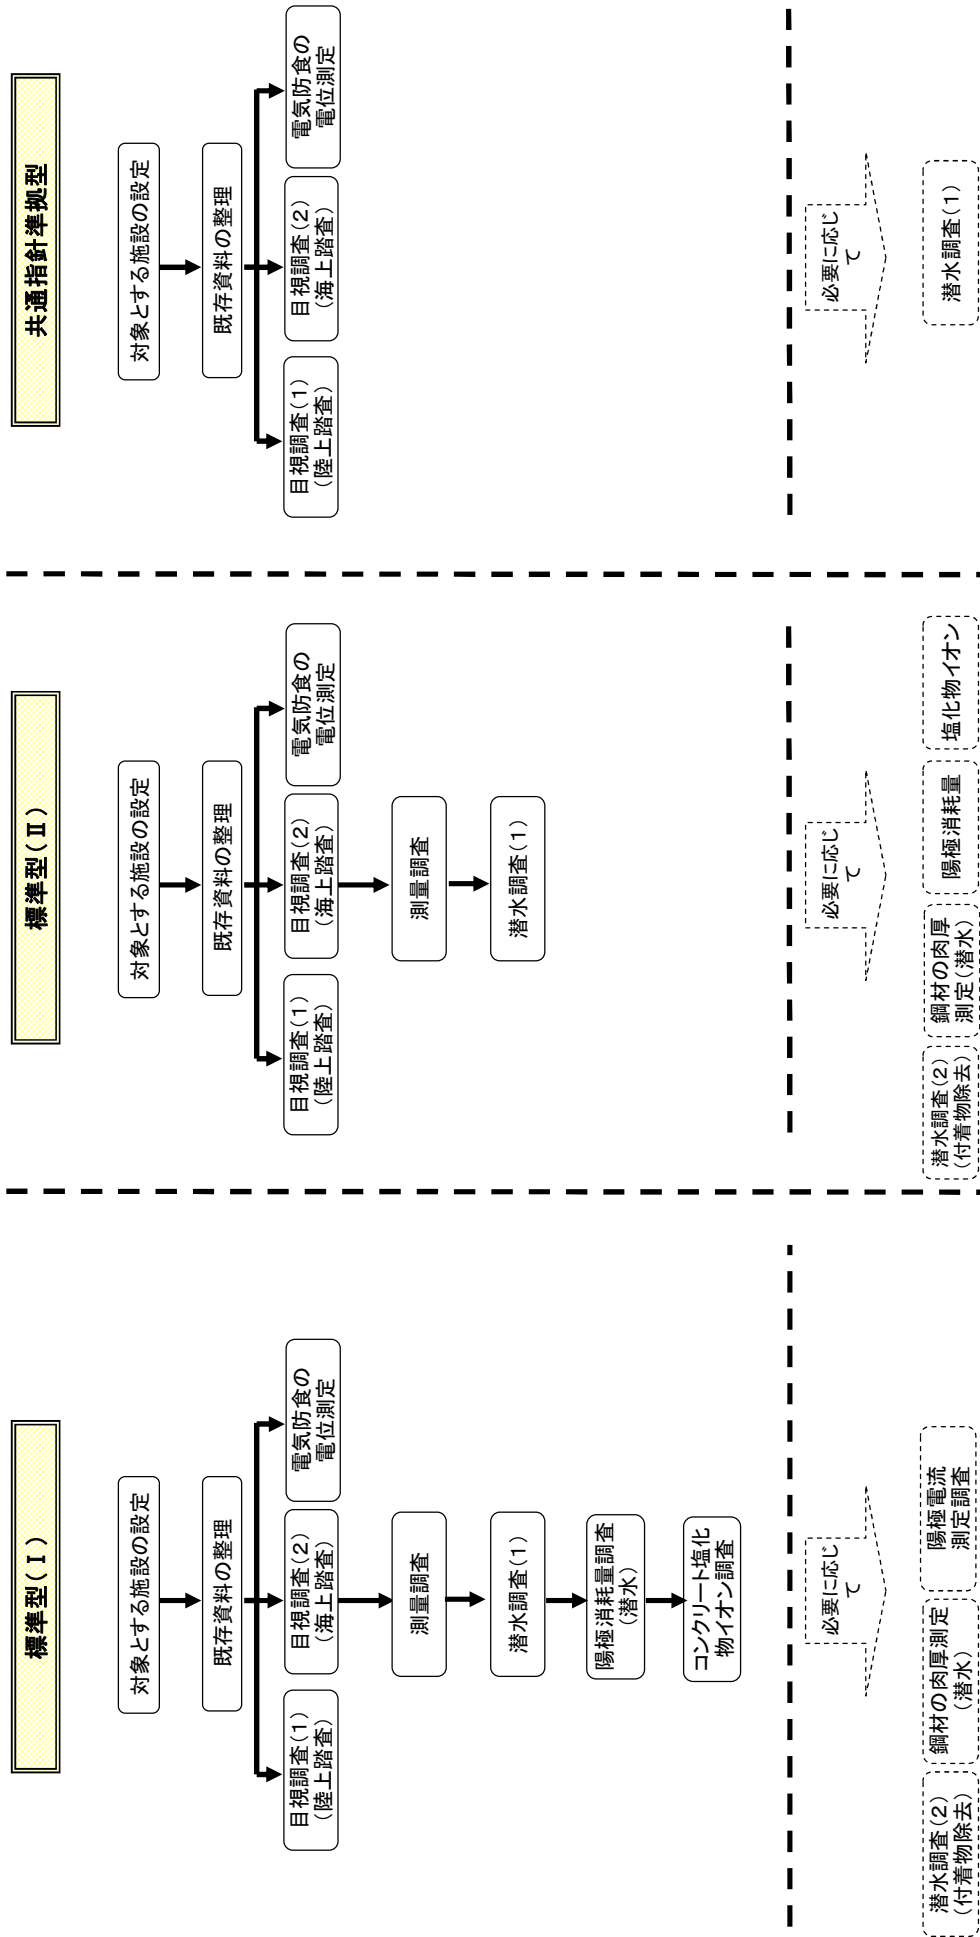 標準型(Ⅰ)
対象とする施設の設定
既存資料の整理
目視調査(1)
(陸上踏査)
目視調査(2)
(海上踏査)
電気防食の
電位測定
測量調査
潜水調査(1)
陽極消耗量調査
(潜水)
コンクリート塩化
物イオン調査
必要に応じ
て
潜水調査(2)
(付着物除去)
鋼材の肉厚測定
(潜水)
陽極電流
測定調査
標準型(Ⅱ)
対象とする施設の設定
既存資料の整理
目視調査(1)
(陸上踏査)
目視調査(2)
(海上踏査)
電気防食の
電位測定
測量調査
潜水調査(1)
必要に応じ
て
潜水調査(2)
(付着物除去)
鋼材の肉厚
測定(潜水)
陽極消耗量
塩化物イオン
共通指針準拠型
対象とする施設の設定
既存資料の整理
目視調査(1)
(陸上踏査)
目視調査(2)
(海上踏査)
電気防食の
電位測定
必要に応じ
て
潜水調査(1)